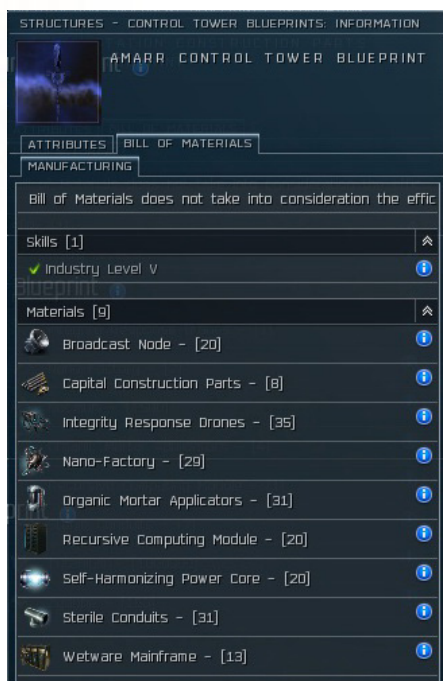 STRUCTURES - CONTROL TOWER BLUEPRINTS: INFORMATION
AMARR CONTROL TOWER BLUEPRINT
ATTRIBUTES BILL OF MATERIALS
MANUFACTURING
Bill of Materials does not take into consideration the effic
Skills [1]
Industry Level V
Materials [9]
Broadcast Node - [20]
Capital Construction Parts - [8]
Integrity Response Drones - [35]
Nano-Factory - [29]
Organic Mortar Applicators - [31]
Recursive Computing Module - [20]
Self-Harmonizing Power Core - [20]
Sterile Conduits - [31]
Wetware Mainframe - [13]